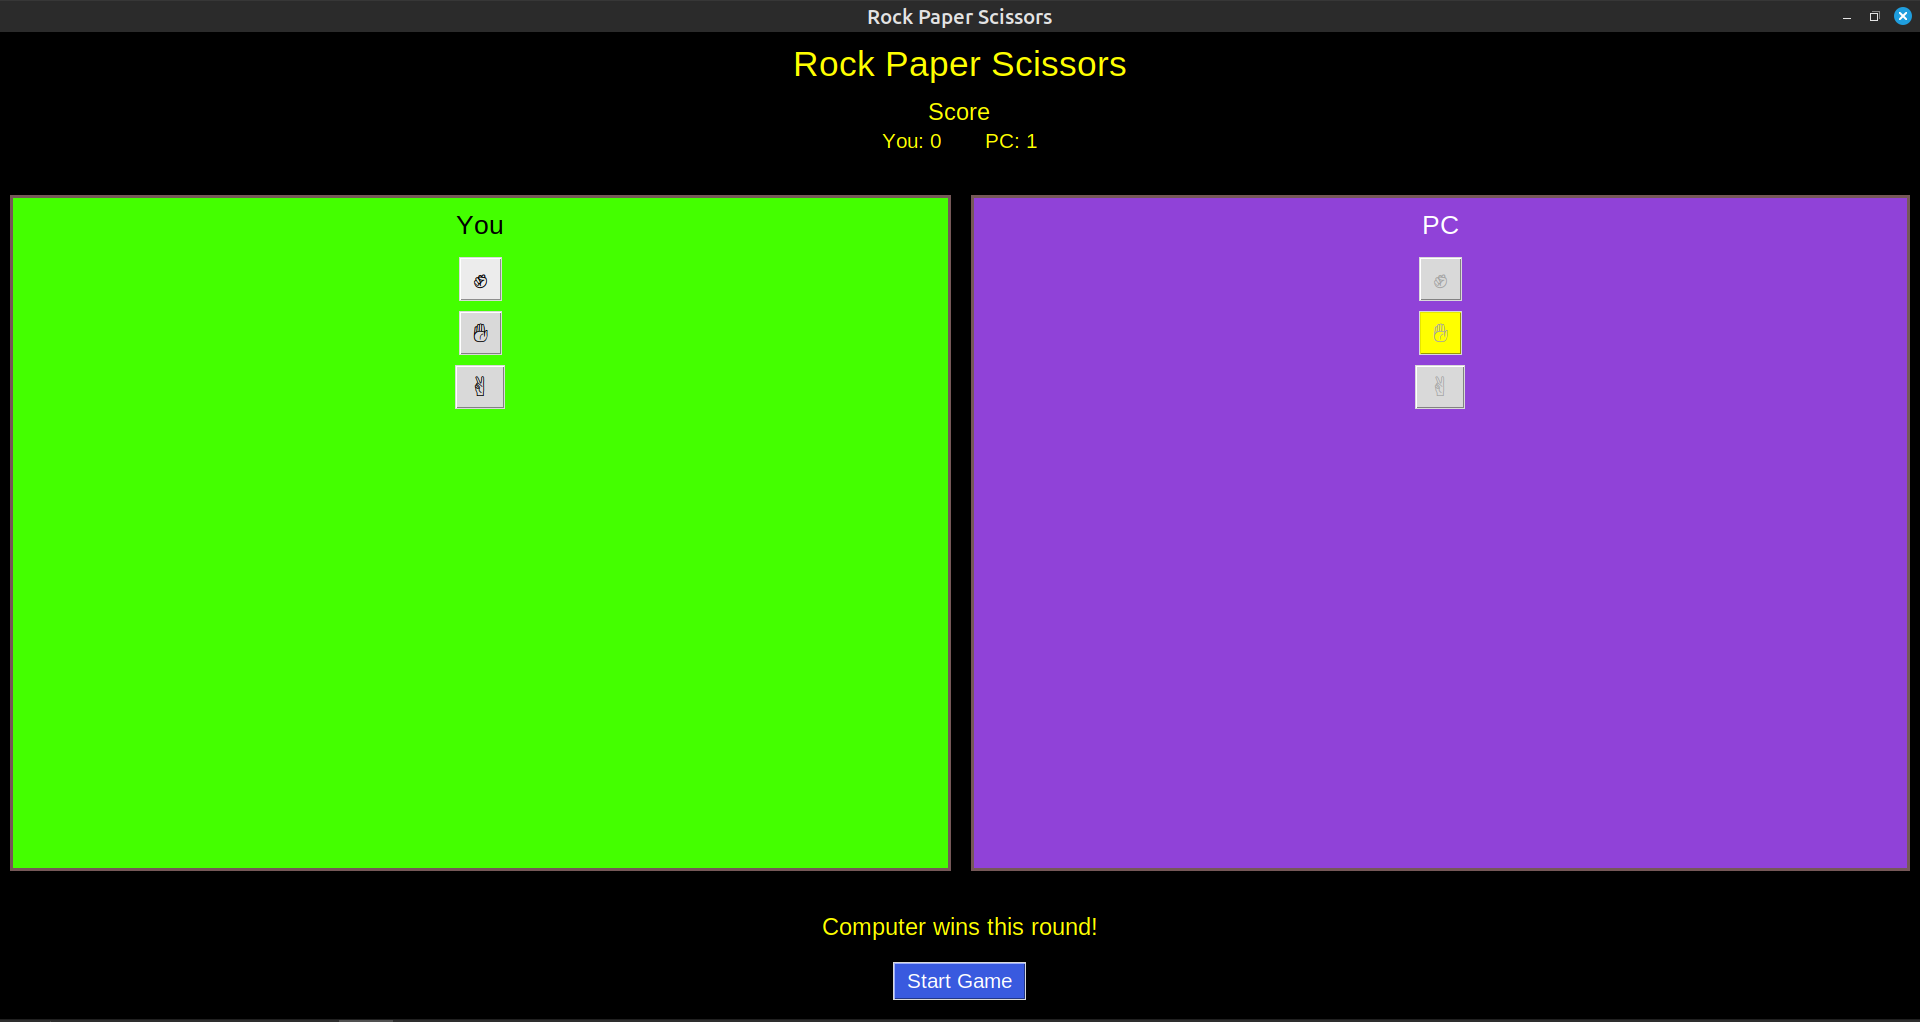 Rock Paper Scissors
Rock Paper Scissors
Score
You: 0 PC: 1
You PC
✊ ✊
✋ ✋
✌ ✌
Computer wins this round!
Start Game